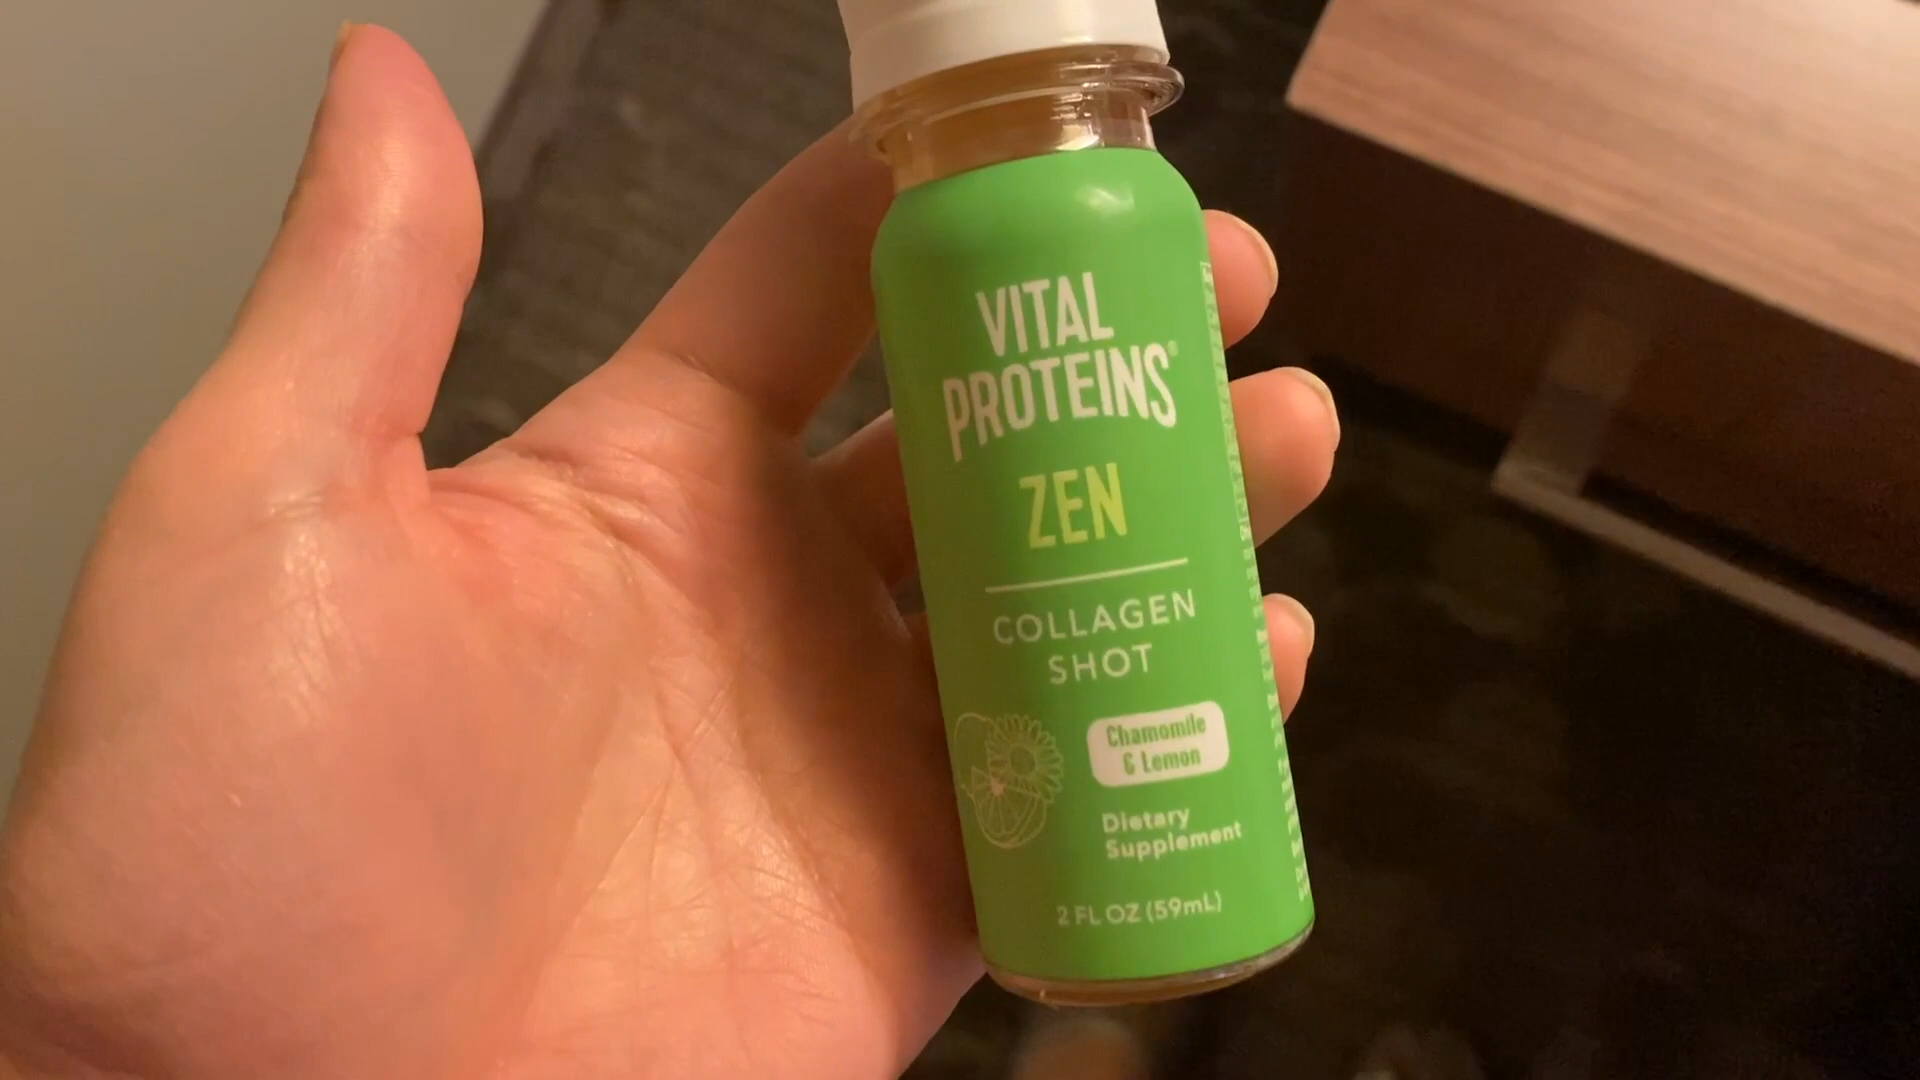 VITAL
PROTEINS®
ZEN
COLLAGEN
SHOT
Chamomile
& Lemon
Dietary
Supplement
2 FL OZ (59mL)